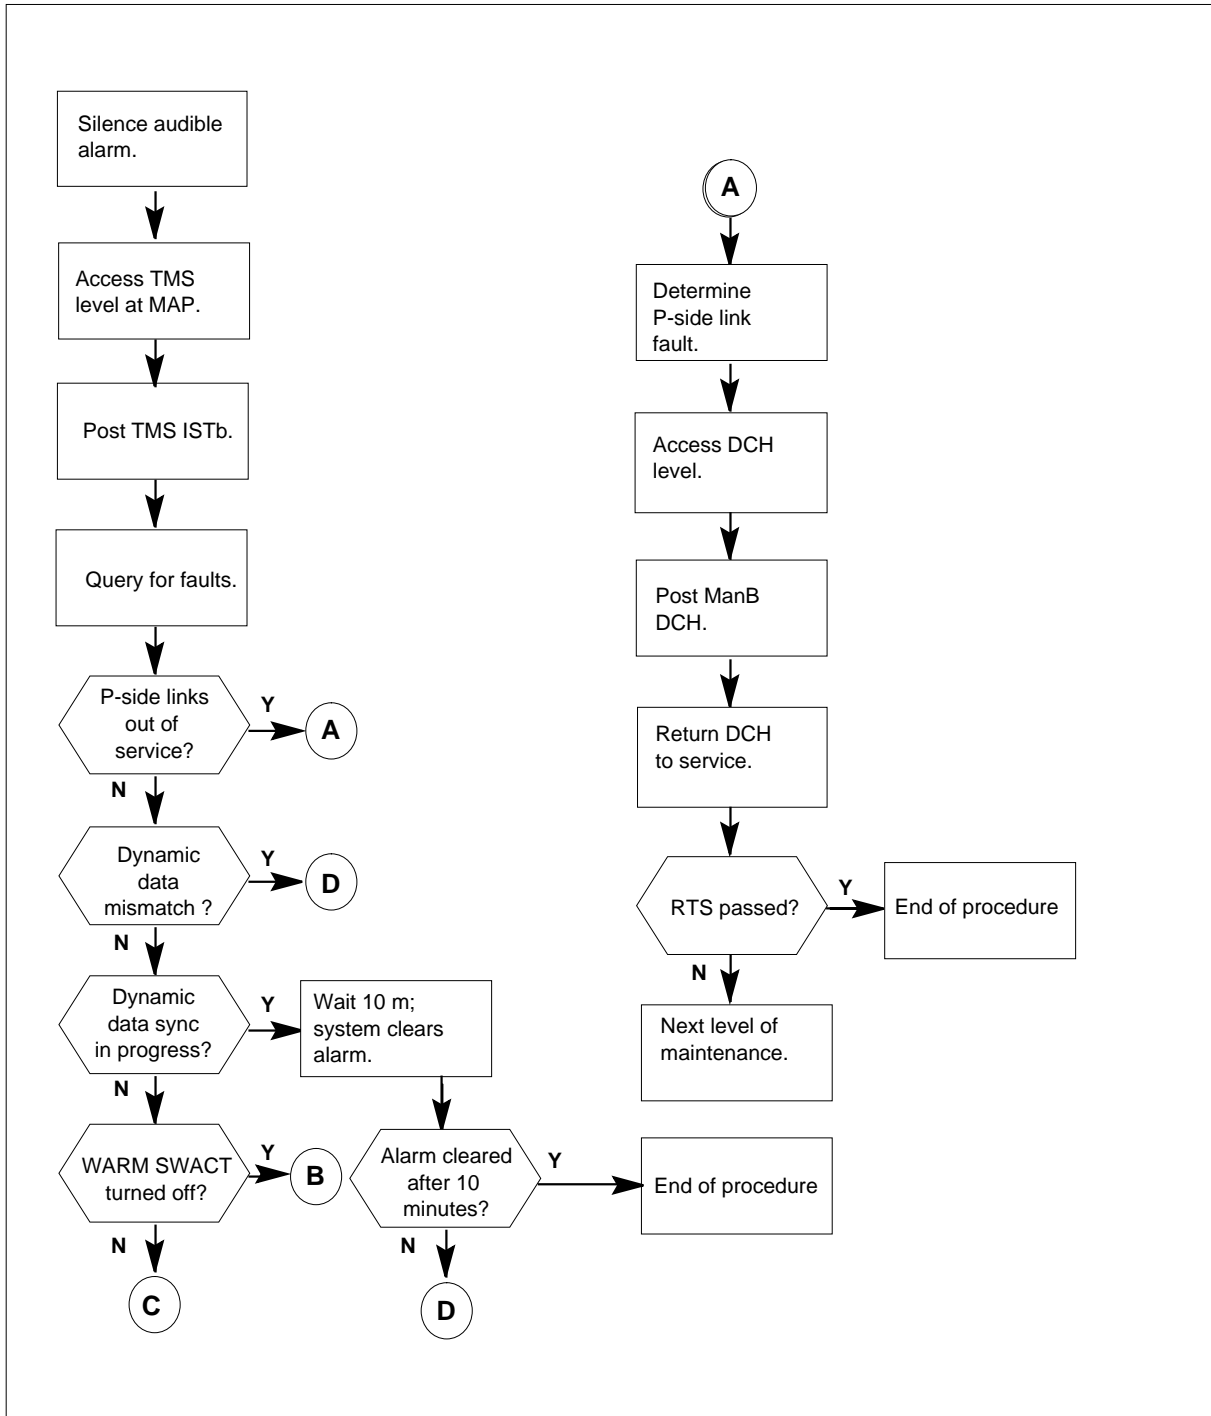 Silence audible
alarm.
Access TMS
level at MAP.
Post TMS ISTb.
Query for faults.
P-side links
out of
service?
Y
A
N
Dynamic
data
mismatch ?
Y
D
N
Dynamic
data sync
in progress?
Y
Wait 10 m;
system clears
alarm.
N
WARM SWACT
turned off?
Y
B
N
C
Alarm cleared
after 10
minutes?
Y
End of procedure
N
D
A
Determine
P-side link
fault.
Access DCH
level.
Post ManB
DCH.
Return DCH
to service.
RTS passed?
Y
End of procedure
N
Next level of
maintenance.